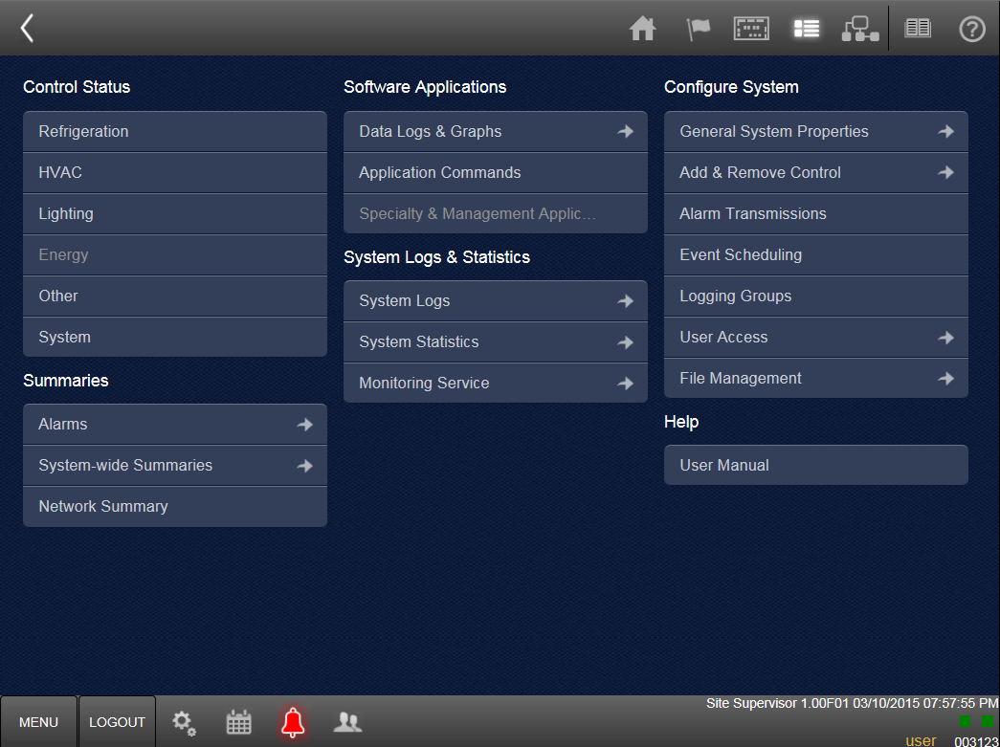 Control Status
Refrigeration
HVAC
Lighting
Energy
Other
System
Summaries
Alarms
System-wide Summaries
Network Summary
Software Applications
Data Logs & Graphs
Application Commands
Specialty & Management Applic...
System Logs & Statistics
System Logs
System Statistics
Monitoring Service
Configure System
General System Properties
Add & Remove Control
Alarm Transmissions
Event Scheduling
Logging Groups
User Access
File Management
Help
User Manual
MENU
LOGOUT
Site Supervisor 1.00F01 03/10/2015 07:57:55 PM
user 003123